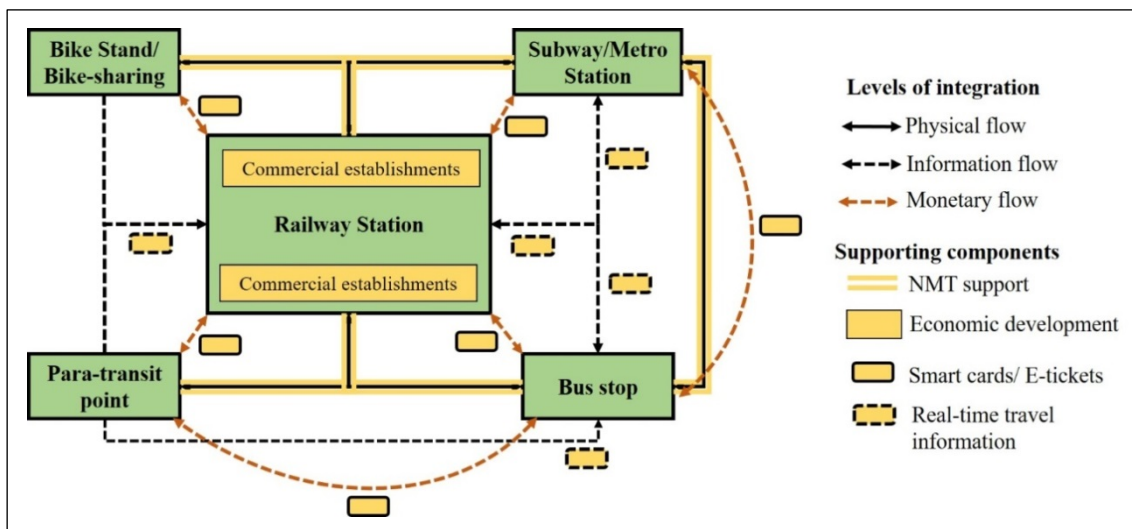 Bike Stand/
Bike-sharing
Subway/Metro
Station
Commercial establishments
Railway Station
Commercial establishments
Para-transit
point
Bus stop
Levels of integration
Physical flow
Information flow
Monetary flow
Supporting components
NMT support
Economic development
Smart cards/ E-tickets
Real-time travel
information